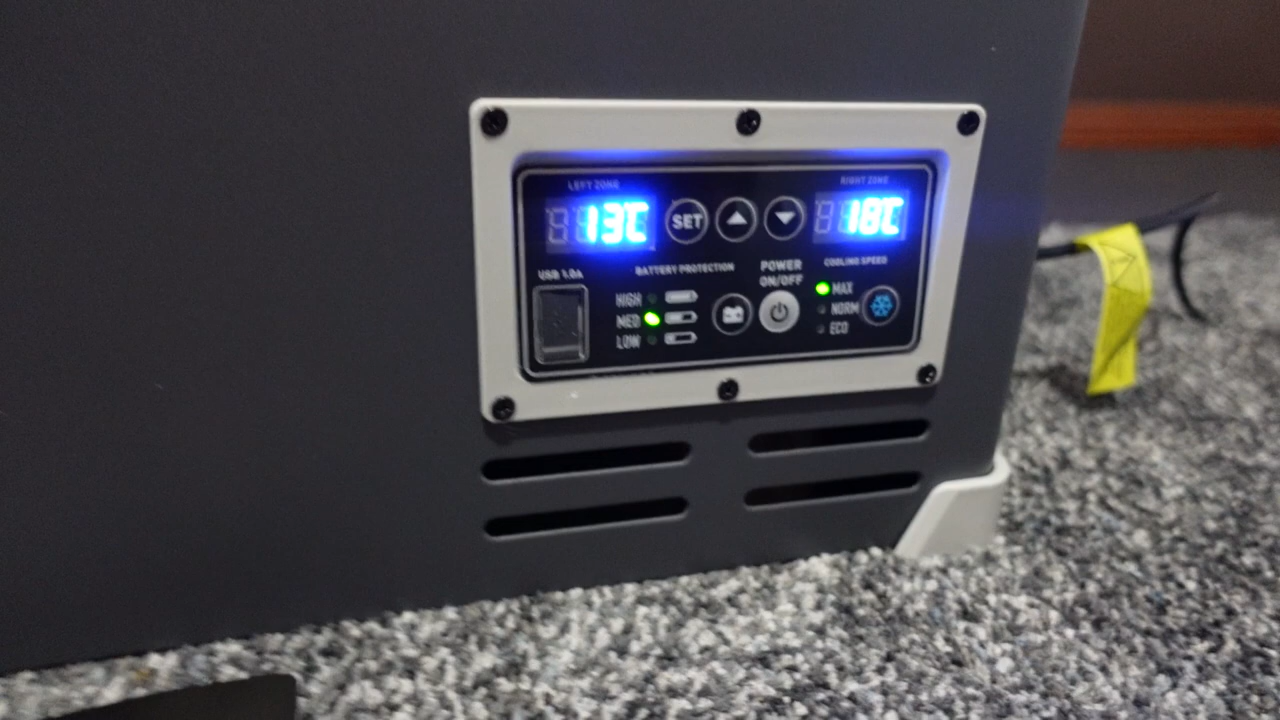 LEFT ZONE
RIGHT ZONE
13C
SET
18C
USB 1.0A
BATTERY PROTECTION
POWER
ON/OFF
COOLING SPEED
HIGH
MED
LOW
MAX
NORM
ECO